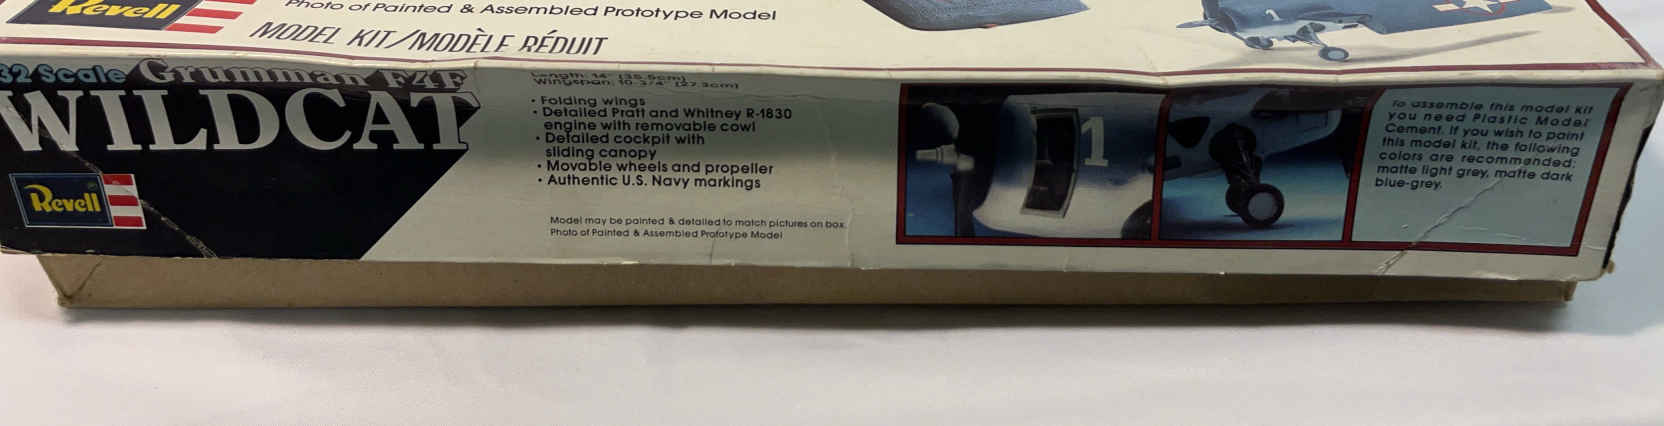 Revell
Photo of Painted & Assembled Prototype Model
MODEL KIT/MODÈLE RÉDUIT
1
32 Scale Grumman F4F
WILDCAT
Revell
Length: 14" (35.5cm)
Wingspan: 10-3/4" (27.3cm)
• Folding wings
• Detailed Pratt and Whitney R-1830
engine with removable cowl
• Detailed cockpit with
sliding canopy
• Movable wheels and propeller
• Authentic U.S. Navy markings
Model may be painted & detailed to match pictures on box.
Photo of Painted & Assembled Prototype Model
1
To assemble this model kit
you need Plastic Model
Cement. If you wish to paint
this model kit, the following
colors are recommended:
matte light grey, matte dark
blue-grey.